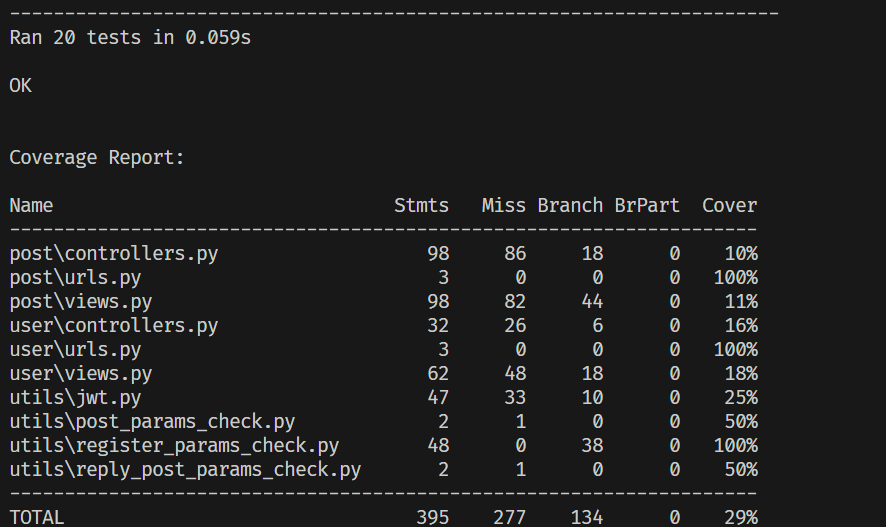 --------------------------------------------------------------------
Ran 20 tests in 0.059s
OK
Coverage Report:
Name                               Stmts   Miss Branch BrPart  Cover
--------------------------------------------------------------------
post\controllers.py                   98     86     18      0    10%
post\urls.py                           3      0      0      0   100%
post\views.py                         98     82     44      0    11%
user\controllers.py                   32     26      6      0    16%
user\urls.py                           3      0      0      0   100%
user\views.py                         62     48     18      0    18%
utils\jwt.py                          47     33     10      0    25%
utils\post_params_check.py             2      1      0      0    50%
utils\register_params_check.py        48      0     38      0   100%
utils\reply_post_params_check.py       2      1      0      0    50%
--------------------------------------------------------------------
TOTAL                                395    277    134      0    29%